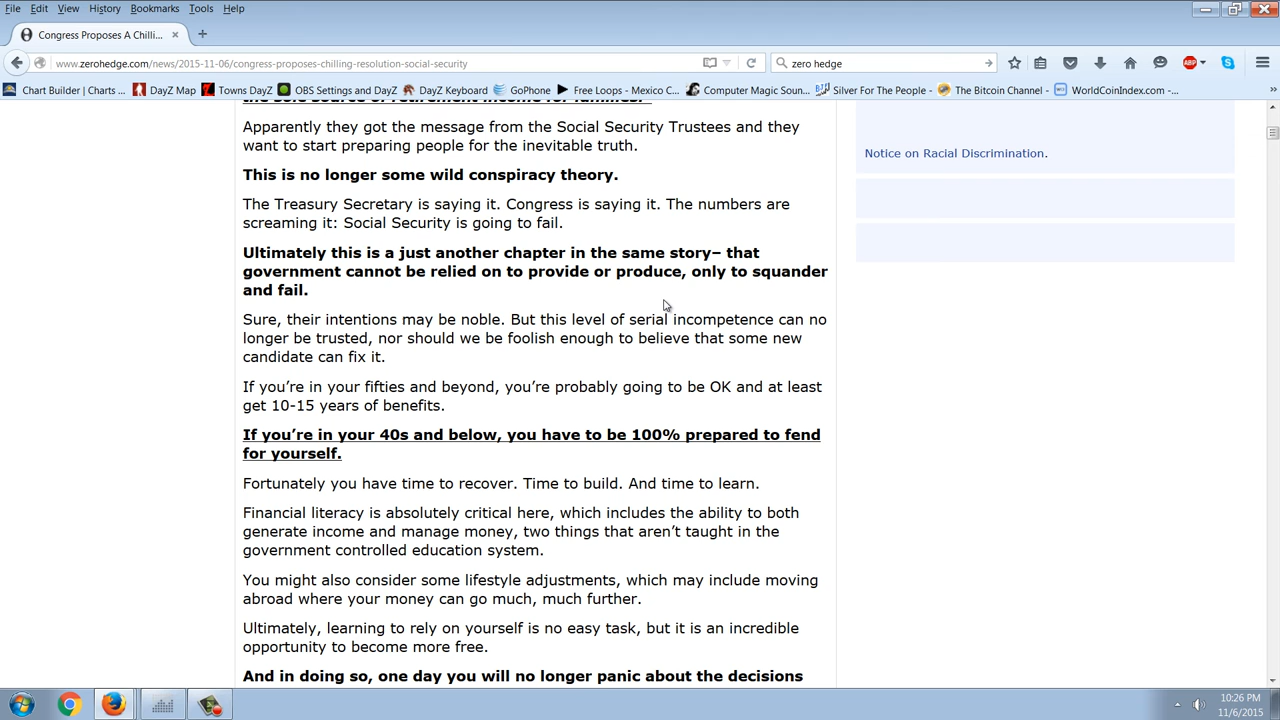 File Edit View History Bookmarks Tools Help
Congress Proposes A Chilli...
www.zerohedge.com/news/2015-11-06/congress-proposes-chilling-resolution-social-security
zero hedge
ABP
Chart Builder | Charts ... DayZ Map Towns DayZ OBS Settings and DayZ DayZ Keyboard GoPhone Free Loops - Mexico C... Computer Magic Soun... Silver For The People - The Bitcoin Channel - WorldCoinIndex.com -...
the sole source of retirement income for families."
Apparently they got the message from the Social Security Trustees and they
want to start preparing people for the inevitable truth.
This is no longer some wild conspiracy theory.
The Treasury Secretary is saying it. Congress is saying it. The numbers are
screaming it: Social Security is going to fail.
Ultimately this is a just another chapter in the same story– that
government cannot be relied on to provide or produce, only to squander
and fail.
Sure, their intentions may be noble. But this level of serial incompetence can no
longer be trusted, nor should we be foolish enough to believe that some new
candidate can fix it.
If you're in your fifties and beyond, you're probably going to be OK and at least
get 10-15 years of benefits.
If you're in your 40s and below, you have to be 100% prepared to fend
for yourself.
Fortunately you have time to recover. Time to build. And time to learn.
Financial literacy is absolutely critical here, which includes the ability to both
generate income and manage money, two things that aren't taught in the
government controlled education system.
You might also consider some lifestyle adjustments, which may include moving
abroad where your money can go much, much further.
Ultimately, learning to rely on yourself is no easy task, but it is an incredible
opportunity to become more free.
And in doing so, one day you will no longer panic about the decisions
Notice on Racial Discrimination.
10:26 PM
11/6/2015